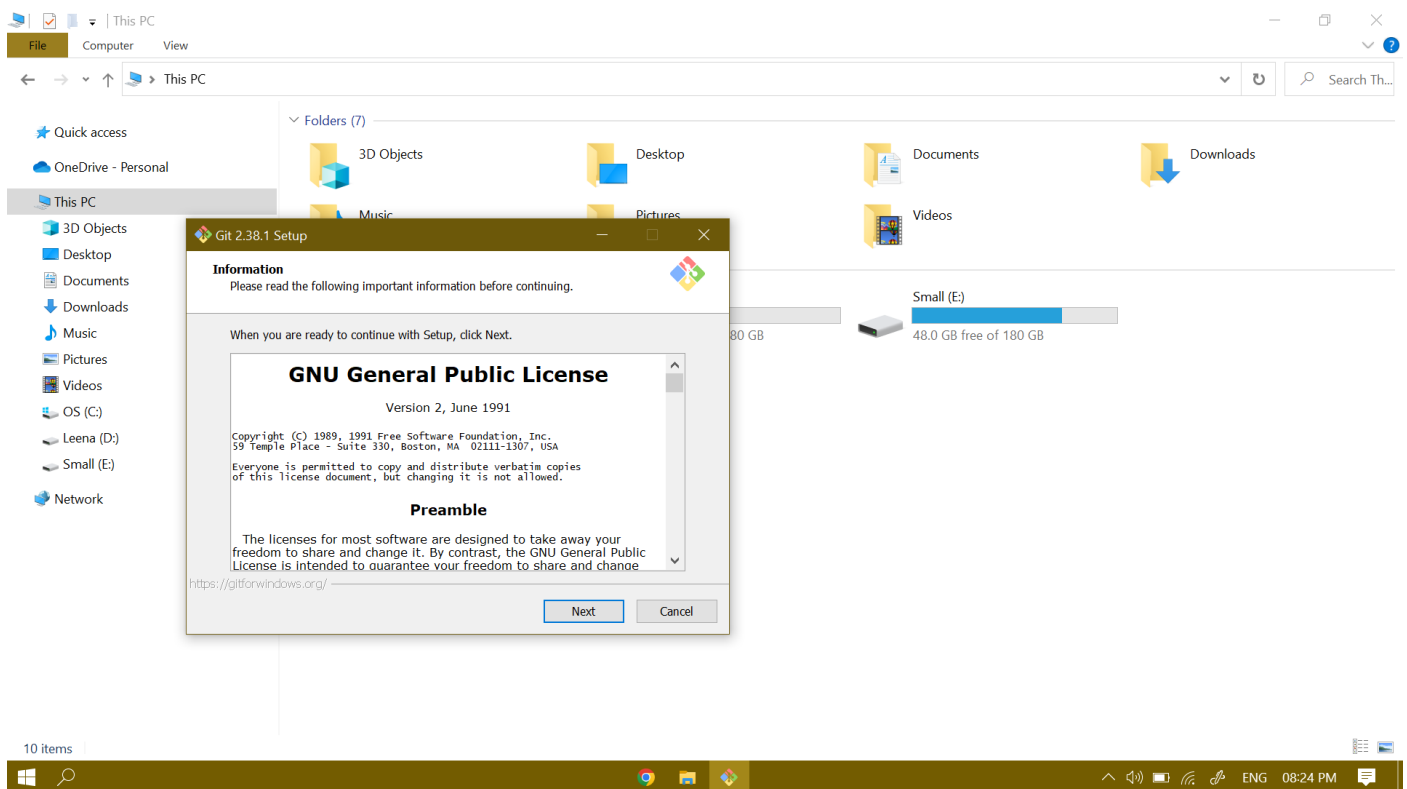 This PC
File Computer View
This PC
Search Th...
Quick access
OneDrive - Personal
This PC
3D Objects
Desktop
Documents
Downloads
Music
Pictures
Videos
OS (C:)
Leena (D:)
Small (E:)
Network
Folders (7)
3D Objects
Desktop
Documents
Downloads
Music
Pictures
Videos
80 GB
Small (E:)
48.0 GB free of 180 GB
Git 2.38.1 Setup
Information
Please read the following important information before continuing.
When you are ready to continue with Setup, click Next.
GNU General Public License
Version 2, June 1991
Copyright (C) 1989, 1991 Free Software Foundation, Inc.
59 Temple Place - Suite 330, Boston, MA 02111-1307, USA
Everyone is permitted to copy and distribute verbatim copies
of this license document, but changing it is not allowed.
Preamble
The licenses for most software are designed to take away your
freedom to share and change it. By contrast, the GNU General Public
License is intended to guarantee your freedom to share and change
https://gitforwindows.org/
Next Cancel
10 items
ENG 08:24 PM